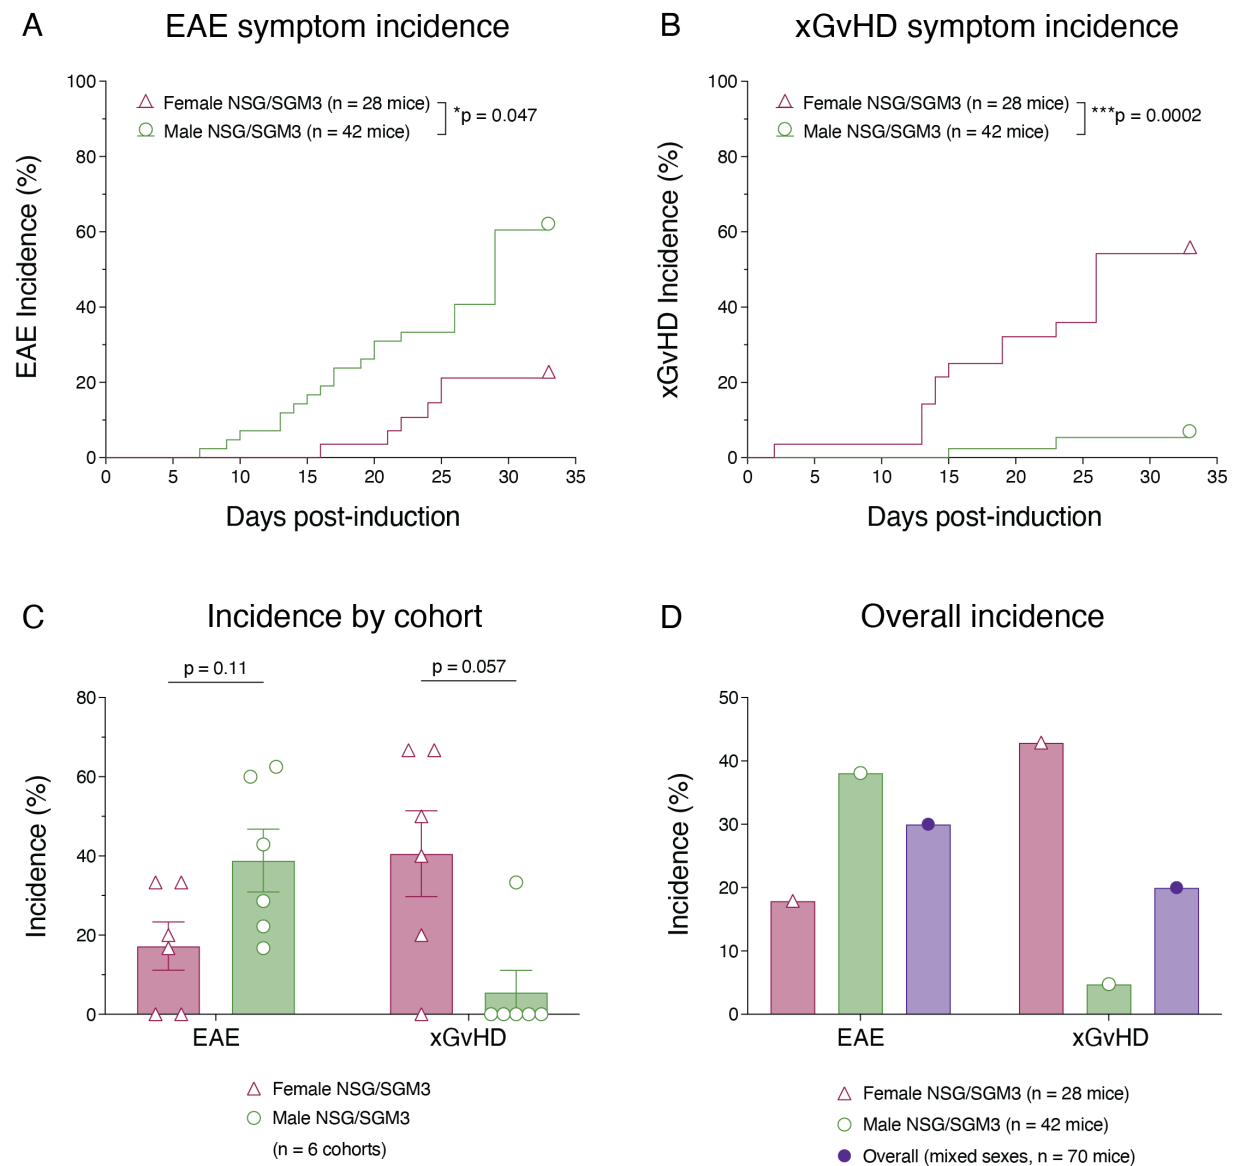 A
EAE symptom incidence
100
80
60
40
20
0
EAE Incidence (%)
Female NSG/SGM3 (n = 28 mice)
Male NSG/SGM3 (n = 42 mice)
*p = 0.047
0 5 10 15 20 25 30 35
Days post-induction
B
xGvHD symptom incidence
100
80
60
40
20
0
xGvHD Incidence (%)
Female NSG/SGM3 (n = 28 mice)
Male NSG/SGM3 (n = 42 mice)
***p = 0.0002
0 5 10 15 20 25 30 35
Days post-induction
C
Incidence by cohort
p = 0.11
p = 0.057
80
60
40
20
0
Incidence (%)
EAE xGvHD
Female NSG/SGM3
Male NSG/SGM3
(n = 6 cohorts)
D
Overall incidence
50
40
30
20
10
0
Incidence (%)
EAE xGvHD
Female NSG/SGM3 (n = 28 mice)
Male NSG/SGM3 (n = 42 mice)
Overall (mixed sexes, n = 70 mice)